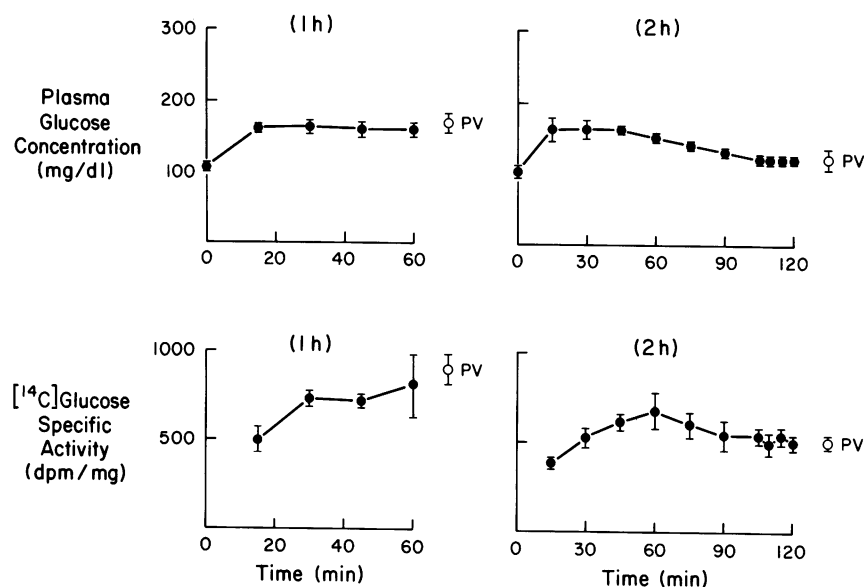 (1h)
(2h)
Plasma
Glucose
Concentration
(mg/dl)
300
200
100
PV
PV
0 20 40 60
0 30 60 90 120
(1h)
(2h)
[¹⁴C]Glucose
Specific
Activity
(dpm/mg)
1000
500
0
PV
PV
0 20 40 60
0 30 60 90 120
Time (min)
Time (min)